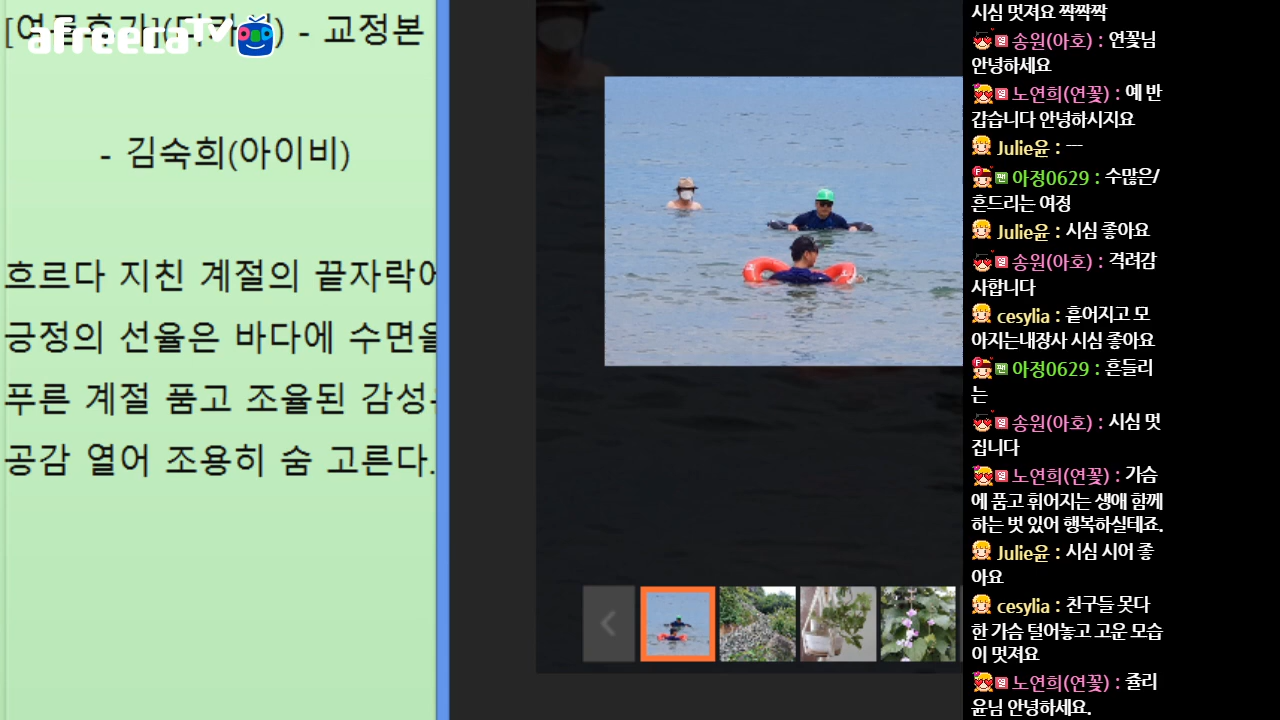 [여름휴가](디카시) - 교정본
afreecaTV
- 김숙희(아이비)
흐르다 지친 계절의 끝자락에
긍정의 선율은 바다에 수면을
푸른 계절 품고 조율된 감성
공감 열어 조용히 숨 고른다.
시심 멋져요 짝짝짝
송원(아호) : 연꽃님
안녕하세요
노연희(연꽃) : 예 반
갑습니다 안녕하시지요
Julie윤 : ---
아정0629 : 수많은/
흔드리는 여정
Julie윤 : 시심 좋아요
송원(아호) : 격려감
사합니다
cesylia : 흩어지고 모
아지는내장사 시심 좋아요
아정0629 : 흔들리
는
송원(아호) : 시심 멋
집니다
노연희(연꽃) : 가슴
에 품고 휘어지는 생애 함께
하는 벗 있어 행복하실테죠.
Julie윤 : 시심 시어 좋
아요
cesylia : 친구들 못다
한 가슴 털어놓고 고운 모습
이 멋져요
노연희(연꽃) : 쥴리
윤님 안녕하세요.